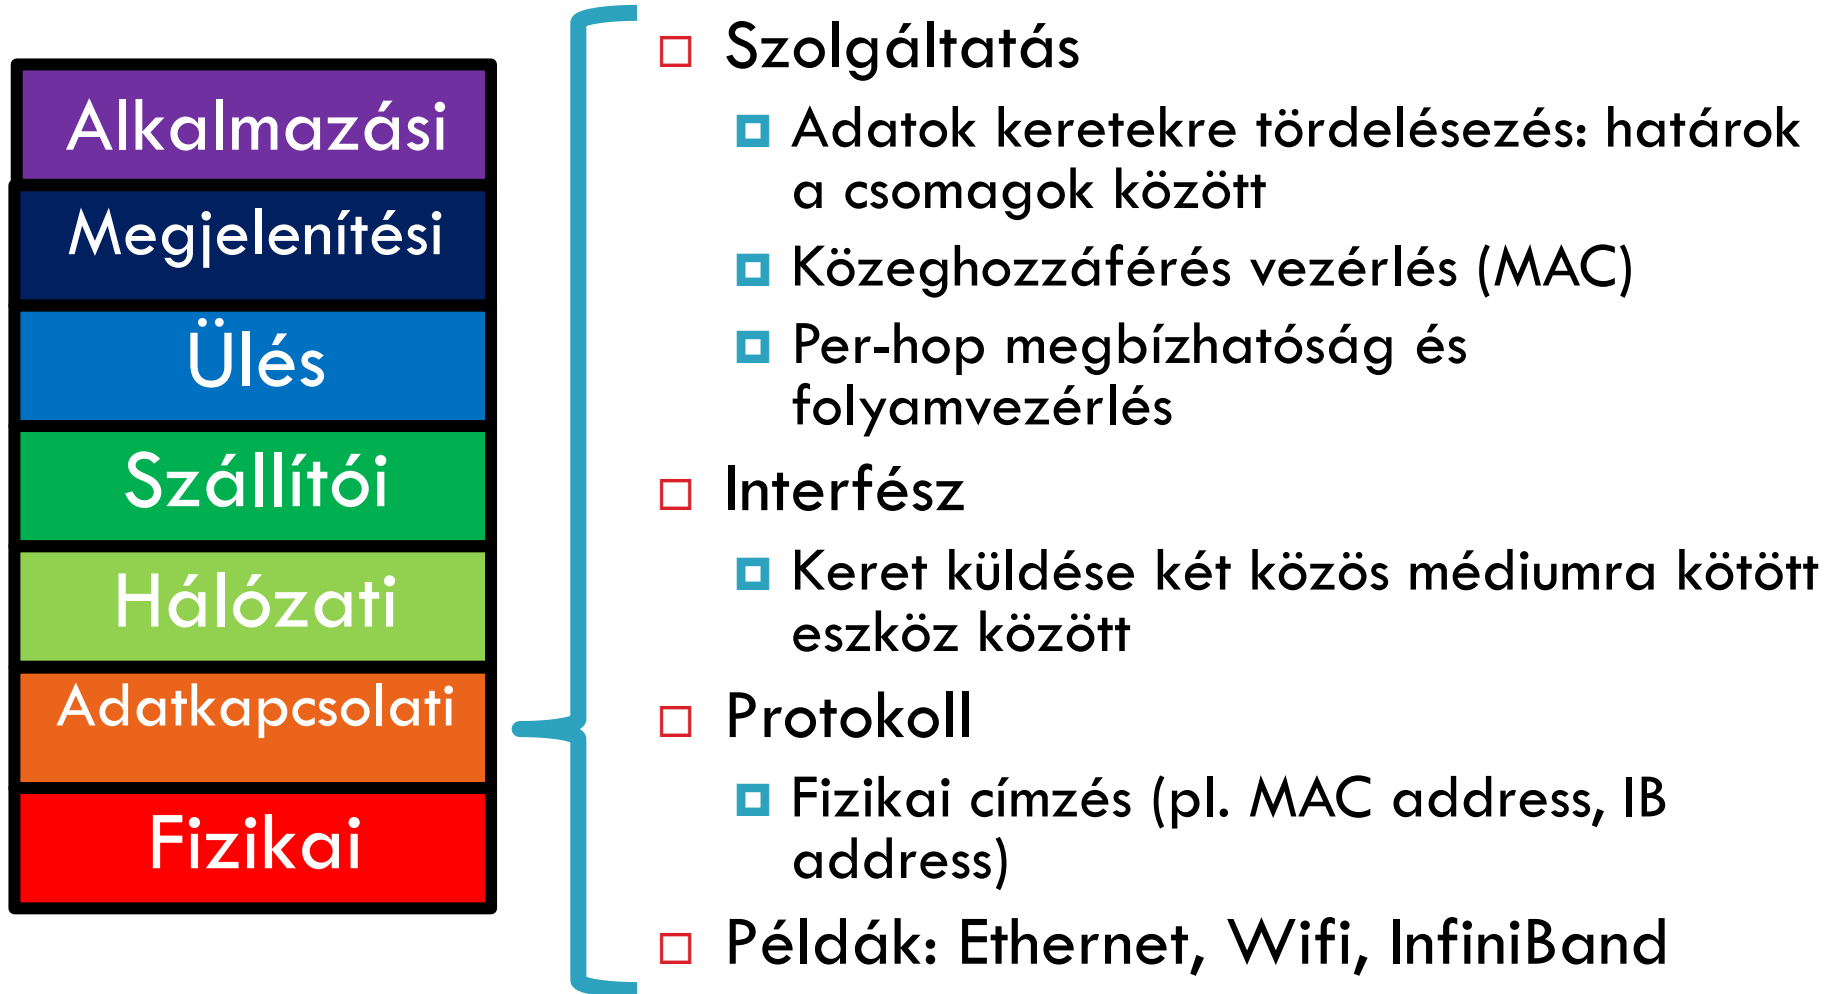 Alkalmazási
Megjelenítési
Ülés
Szállítói
Hálózati
Adatkapcsolati
Fizikai
Szolgáltatás
Adatok keretekre tördelésezés: határok
a csomagok között
Közeghozzáférés vezérlés (MAC)
Per-hop megbízhatóság és
folyamvezérlés
Interfész
Keret küldése két közös médiumra kötött
eszköz között
Protokoll
Fizikai címzés (pl. MAC address, IB
address)
Példák: Ethernet, Wifi, InfiniBand